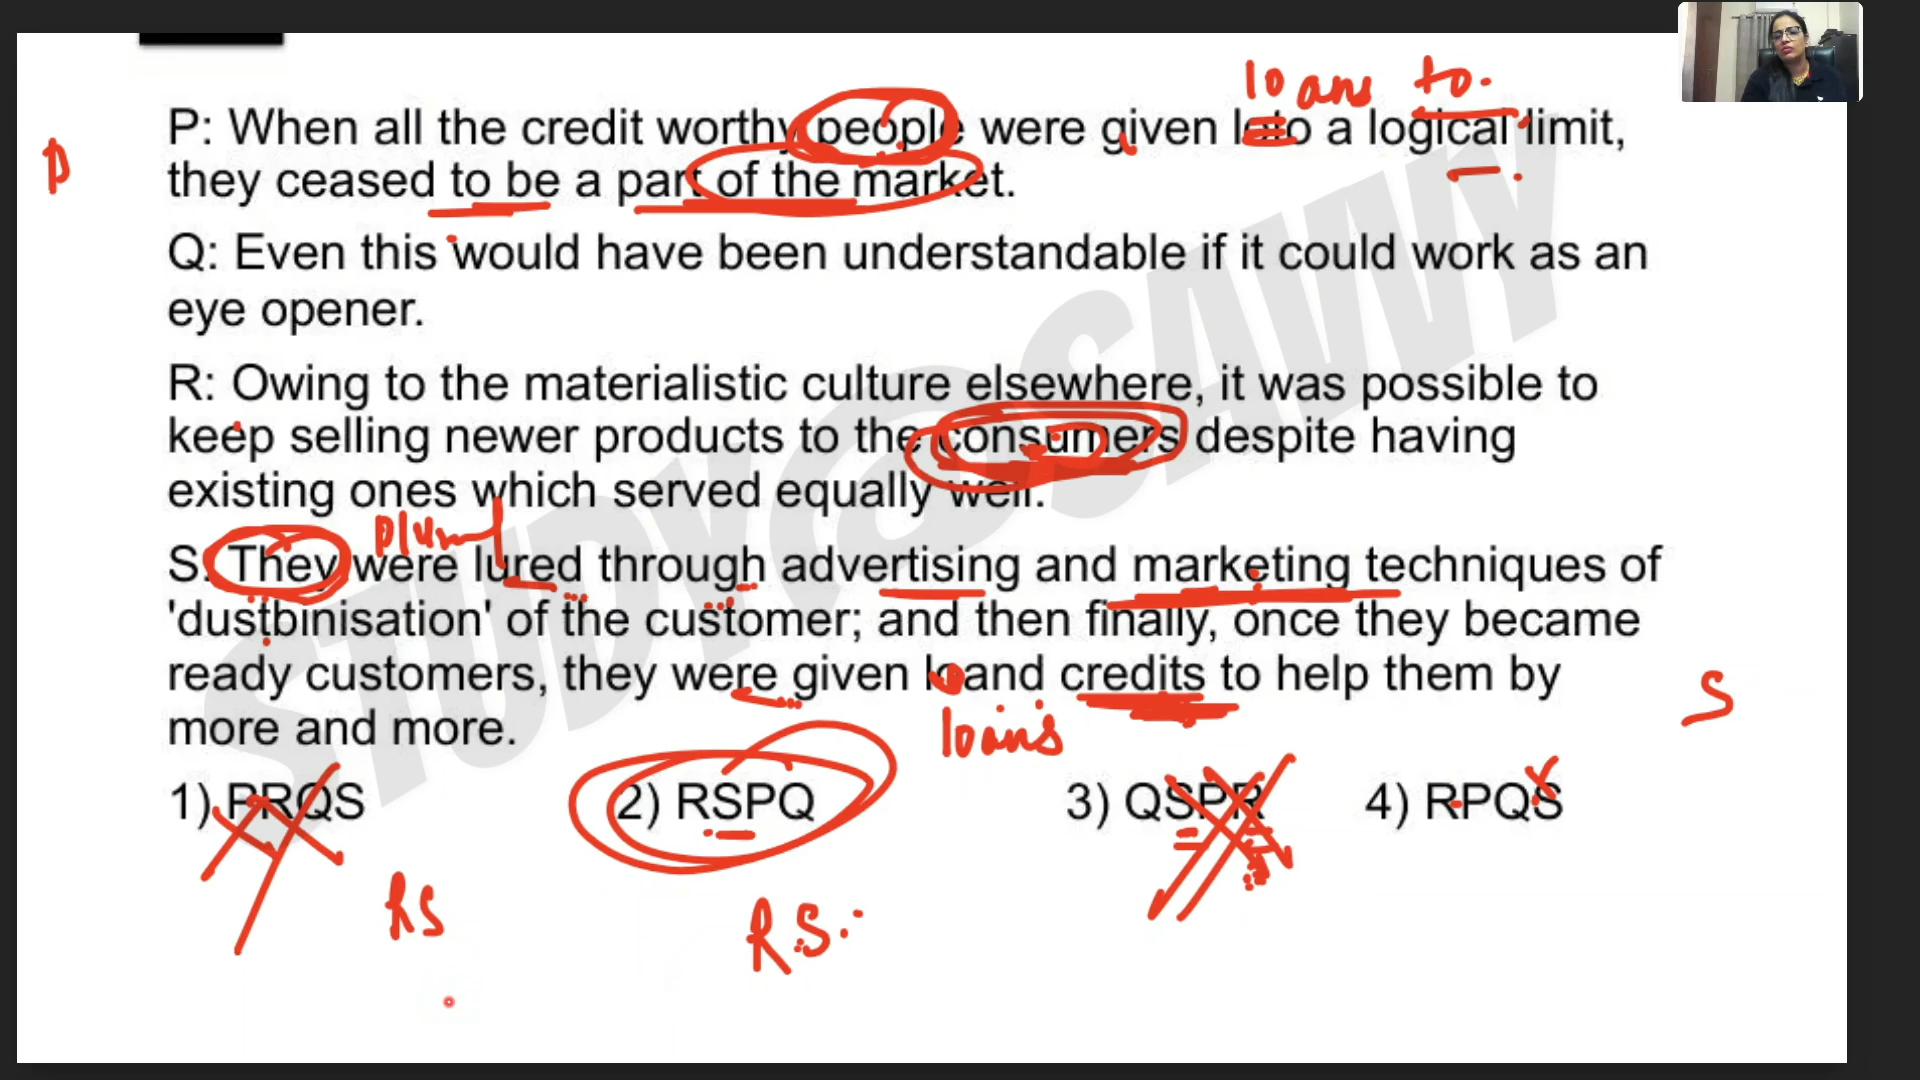 loans to.
P: When all the credit worthy people were given loto a logical limit,
p
they ceased to be a part of the market.
Q: Even this would have been understandable if it could work as an
eye opener.
R: Owing to the materialistic culture elsewhere, it was possible to
keep selling newer products to the consumers despite having
existing ones which served equally well.
plural
S: They were lured through advertising and marketing techniques of
'dustbinisation' of the customer; and then finally, once they became
ready customers, they were given loand credits to help them by
S
more and more.
loans
1) PRQS 2) RSPQ 3) QSPR 4) RPQS
RS RS.
STUDY@SAVVY